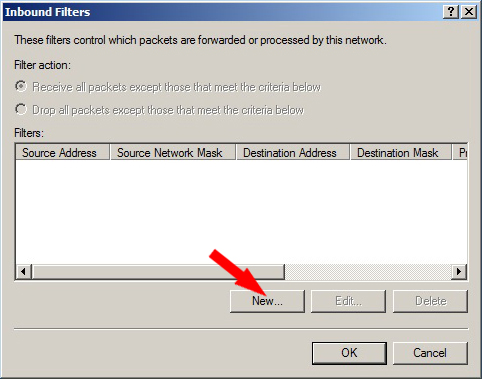 Inbound Filters
These filters control which packets are forwarded or processed by this network.
Filter action:
Receive all packets except those that meet the criteria below
Drop all packets except those that meet the criteria below
Filters:
Source Address Source Network Mask Destination Address Destination Mask
New... Edit... Delete
OK Cancel